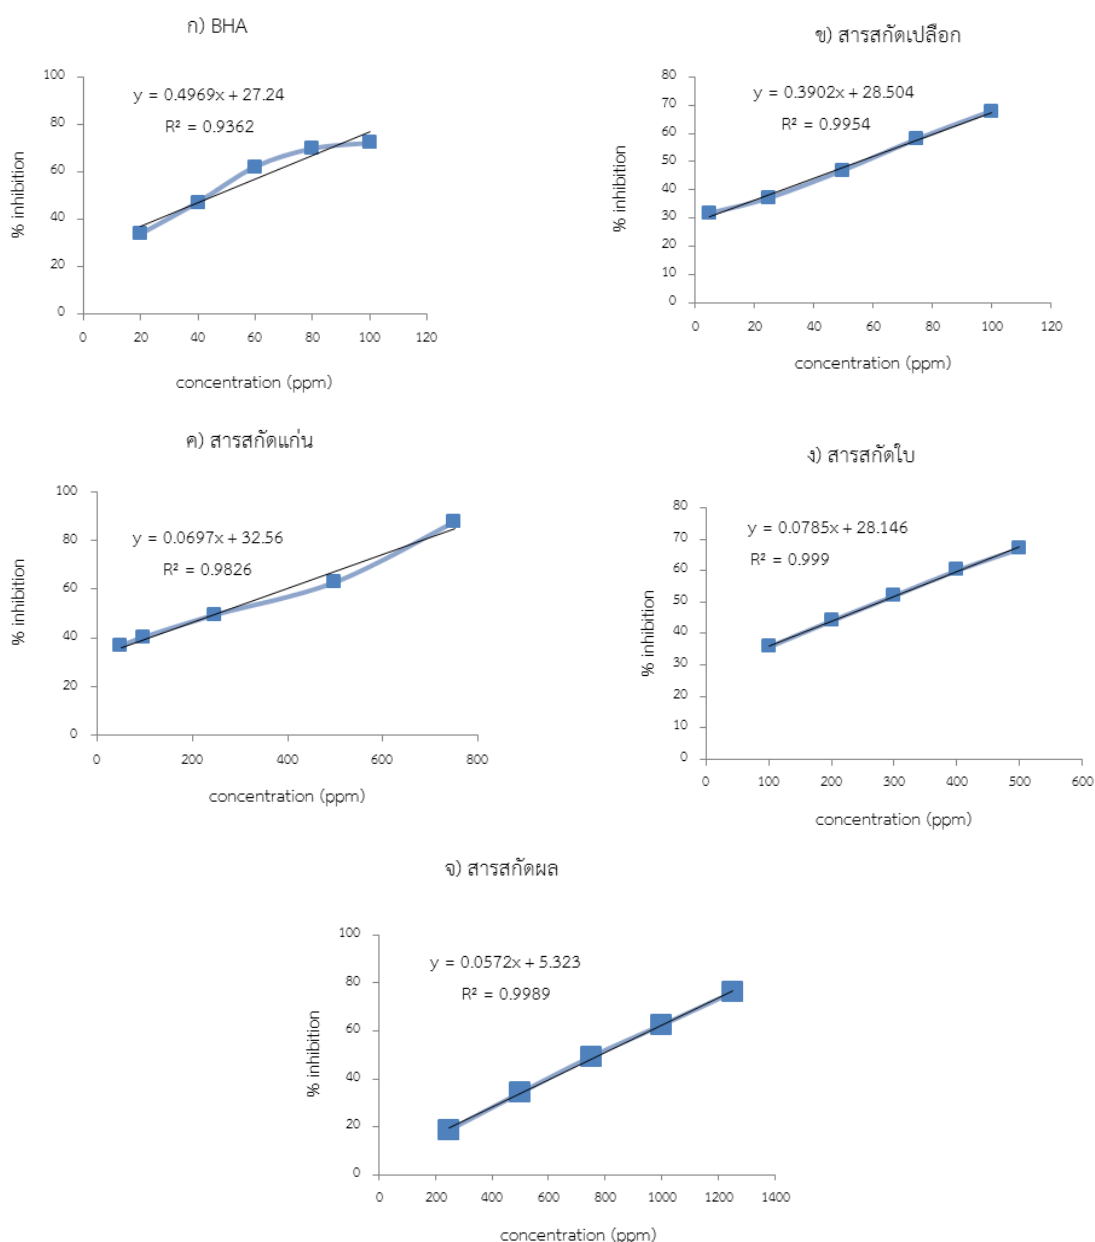 ก) BHA
100
80
60
40
20
0
y = 0.4969x + 27.24
R² = 0.9362
% inhibition
0 20 40 60 80 100 120
concentration (ppm)
ข) สารสกัดเปลือก
80
70
60
50
40
30
20
10
0
y = 0.3902x + 28.504
R² = 0.9954
% inhibition
0 20 40 60 80 100 120
concentration (ppm)
ค) สารสกัดแก่น
100
80
60
40
20
0
y = 0.0697x + 32.56
R² = 0.9826
% inhibition
0 200 400 600 800
concentration (ppm)
ง) สารสกัดใบ
80
70
60
50
40
30
20
10
0
y = 0.0785x + 28.146
R² = 0.999
% inhibition
0 100 200 300 400 500 600
concentration (ppm)
จ) สารสกัดผล
100
80
60
40
20
0
y = 0.0572x + 5.323
R² = 0.9989
% inhibition
0 200 400 600 800 1000 1200 1400
concentration (ppm)